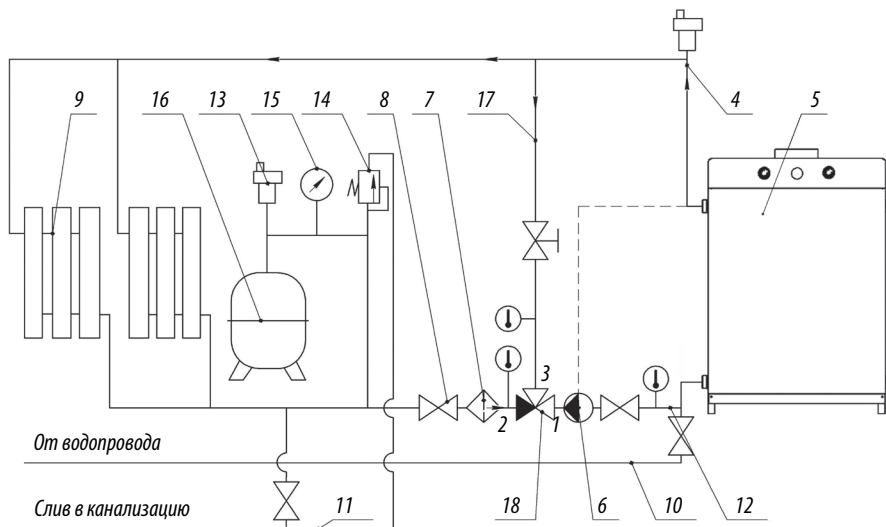 9 16 13 15 14 8 7 17 4 5
3
2 1
От водопровода
Слив в канализацию
11 18 6 10 12